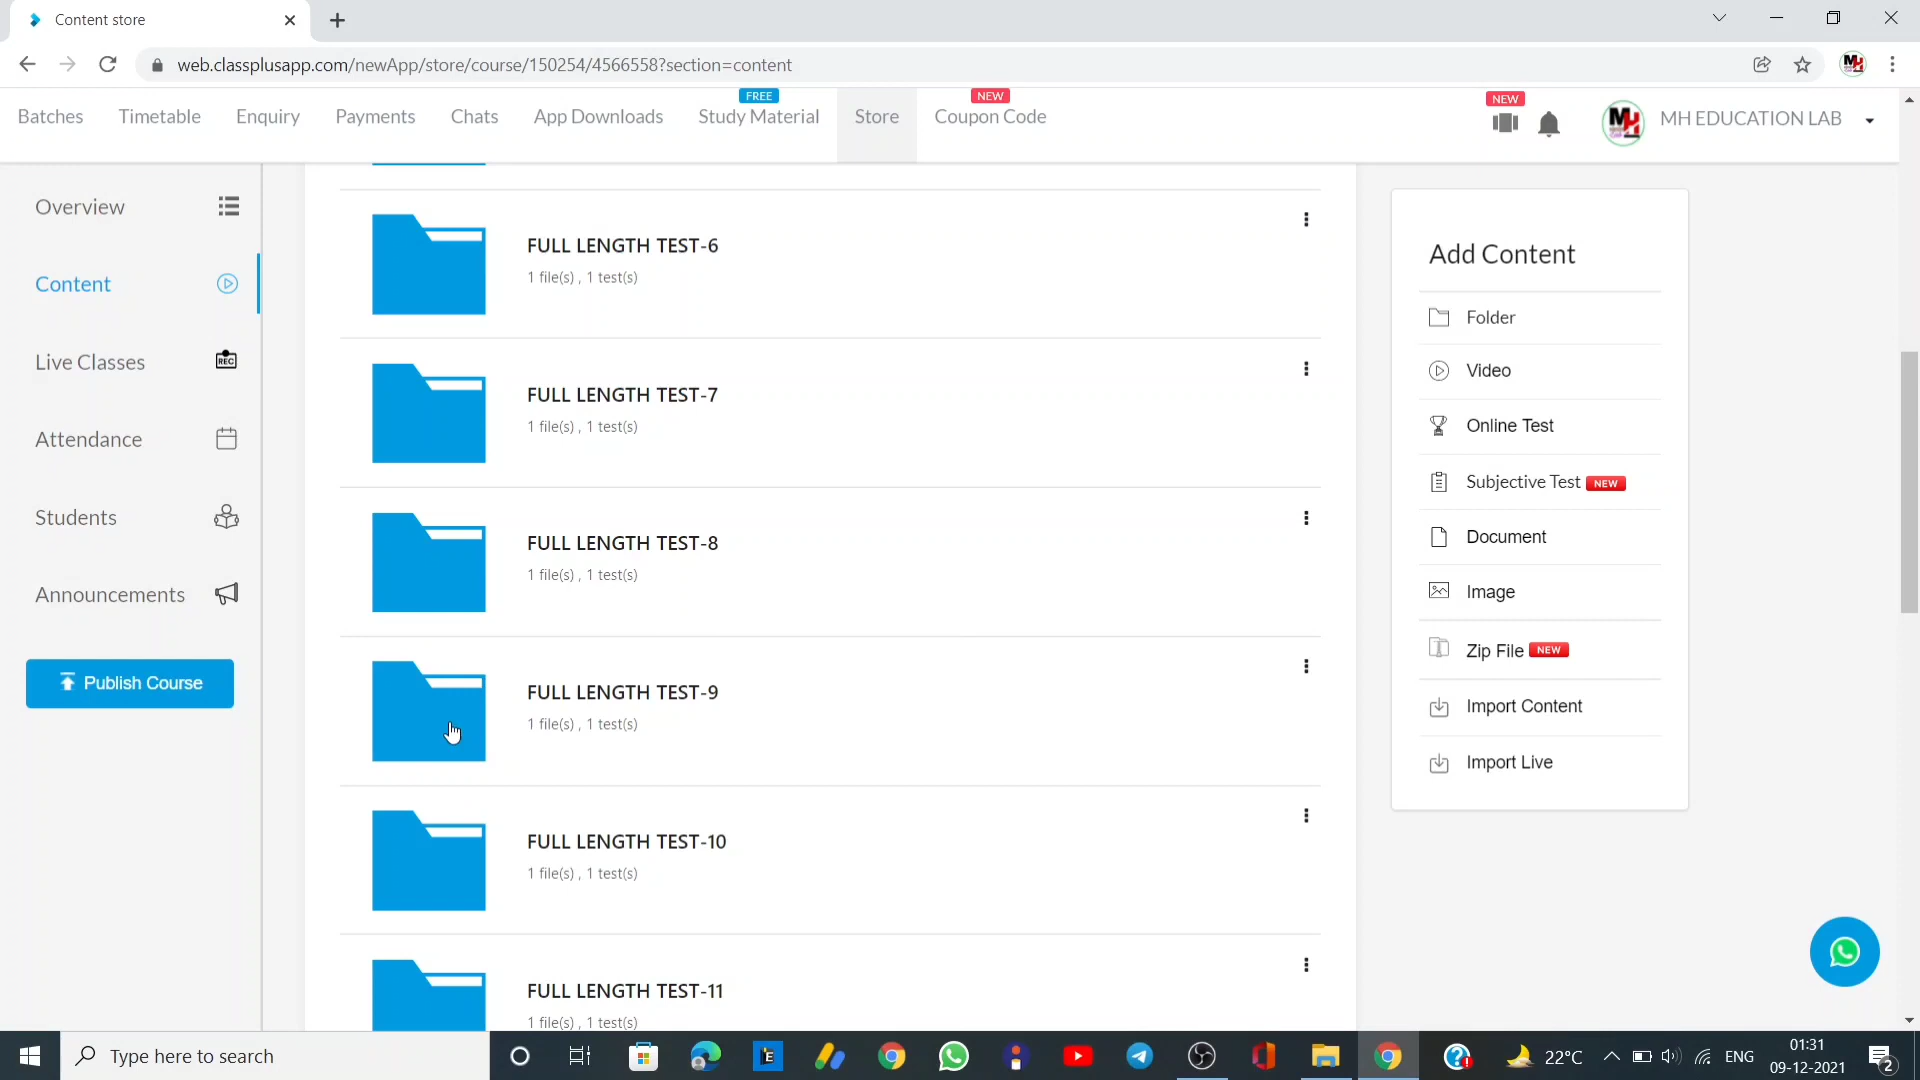 Content store
web.classplusapp.com/newApp/store/course/150254/4566558?section=content
Batches
Timetable
Enquiry
Payments
Chats
App Downloads
FREE
Study Material
Store
NEW
Coupon Code
NEW
MH EDUCATION LAB
Overview
Content
Live Classes
REC
Attendance
Students
Announcements
Publish Course
FULL LENGTH TEST-6
1 file(s) , 1 test(s)
FULL LENGTH TEST-7
1 file(s) , 1 test(s)
FULL LENGTH TEST-8
1 file(s) , 1 test(s)
FULL LENGTH TEST-9
1 file(s) , 1 test(s)
FULL LENGTH TEST-10
1 file(s) , 1 test(s)
FULL LENGTH TEST-11
1 file(s) , 1 test(s)
Add Content
Folder
Video
Online Test
Subjective Test NEW
Document
Image
Zip File NEW
Import Content
Import Live
Type here to search
22°C
ENG
01:31
09-12-2021
2